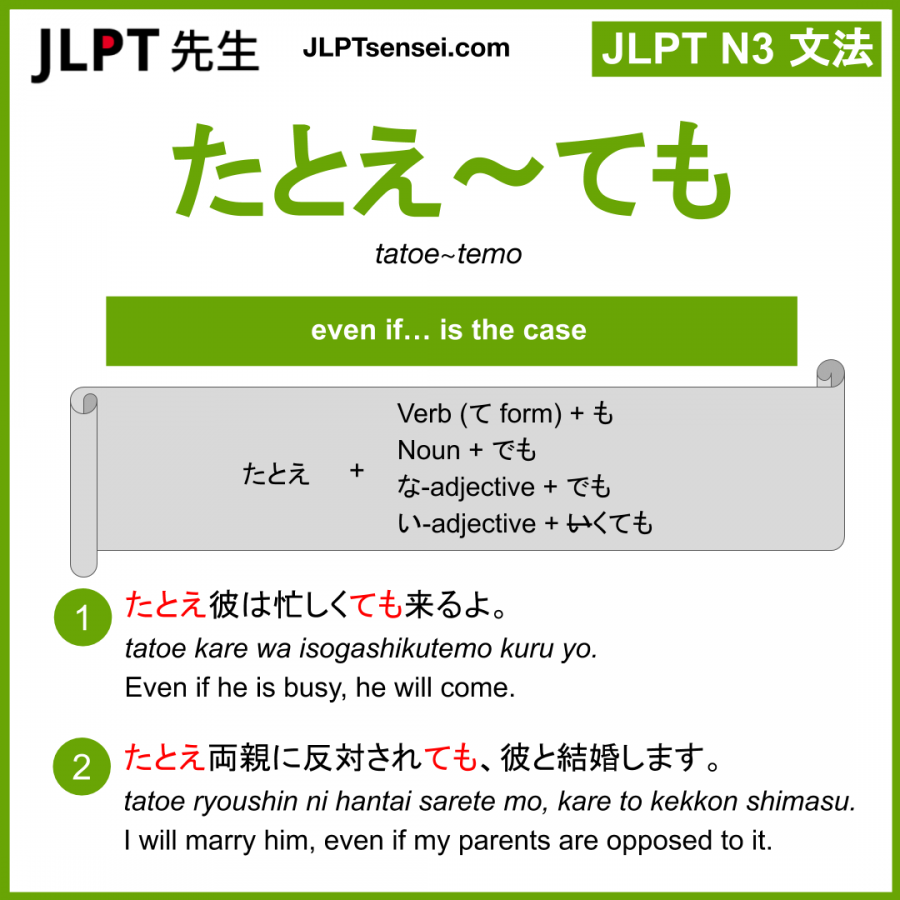 JLPT 先生
JLPTsensei.com
JLPT N3 文法
たとえ～ても
tatoe~temo
even if… is the case
たとえ +
Verb (て form) + も
Noun + でも
な-adjective + でも
い-adjective + いくても
1 たとえ彼は忙しくても来るよ。
tatoe kare wa isogashikutemo kuru yo.
Even if he is busy, he will come.
2 たとえ両親に反対されても、彼と結婚します。
tatoe ryoushin ni hantai sarete mo, kare to kekkon shimasu.
I will marry him, even if my parents are opposed to it.